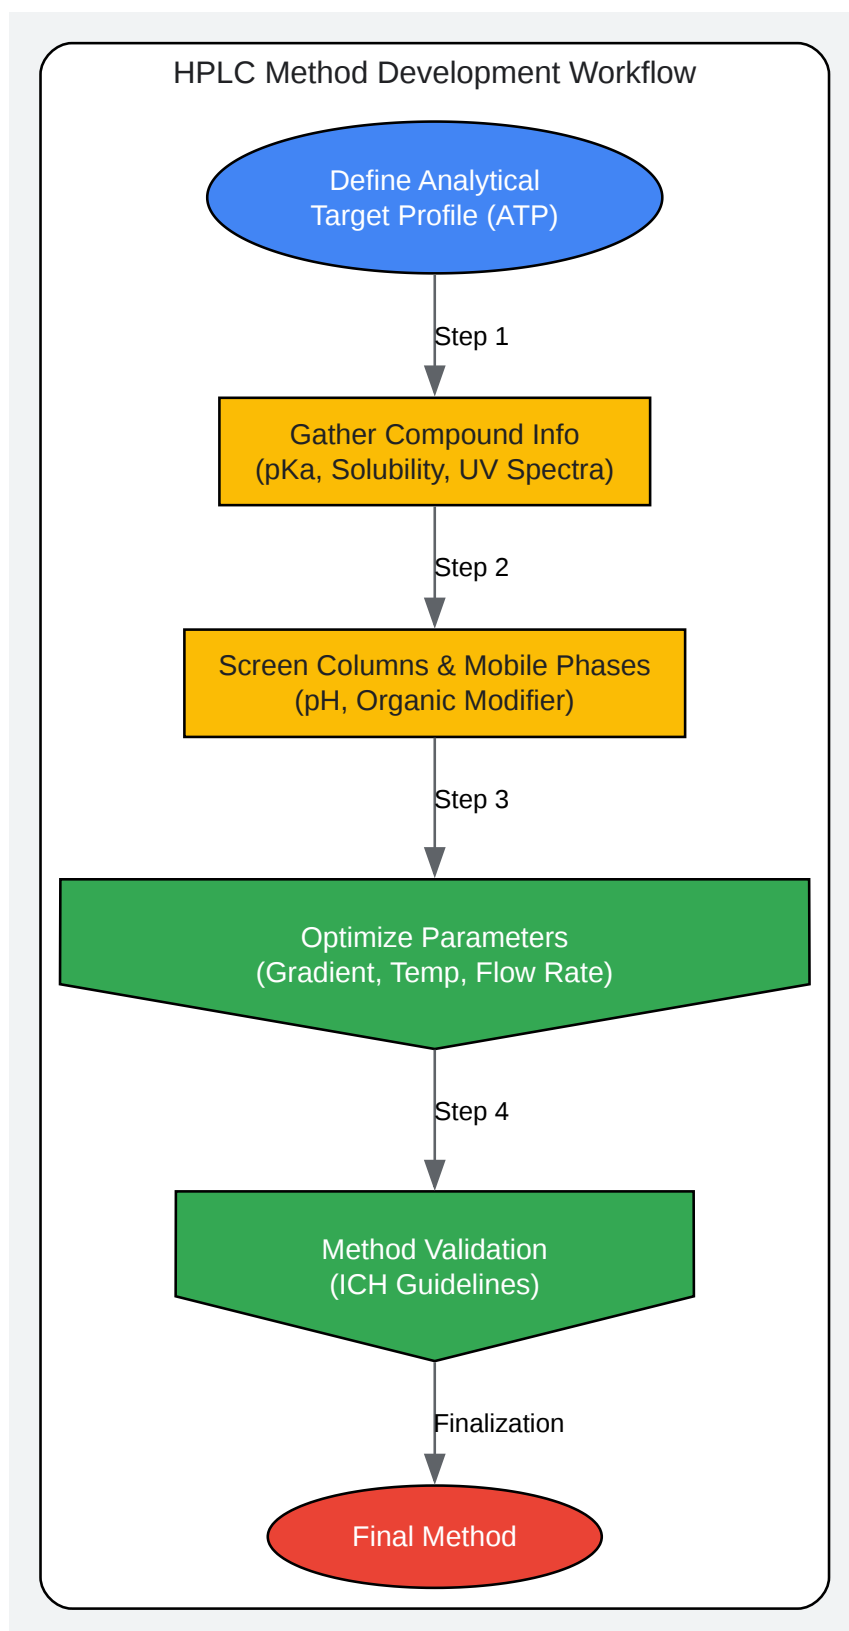 HPLC Method Development Workflow
Define Analytical
Target Profile (ATP)
Step 1
Gather Compound Info
(pKa, Solubility, UV Spectra)
Step 2
Screen Columns & Mobile Phases
(pH, Organic Modifier)
Step 3
Optimize Parameters
(Gradient, Temp, Flow Rate)
Step 4
Method Validation
(ICH Guidelines)
Finalization
Final Method